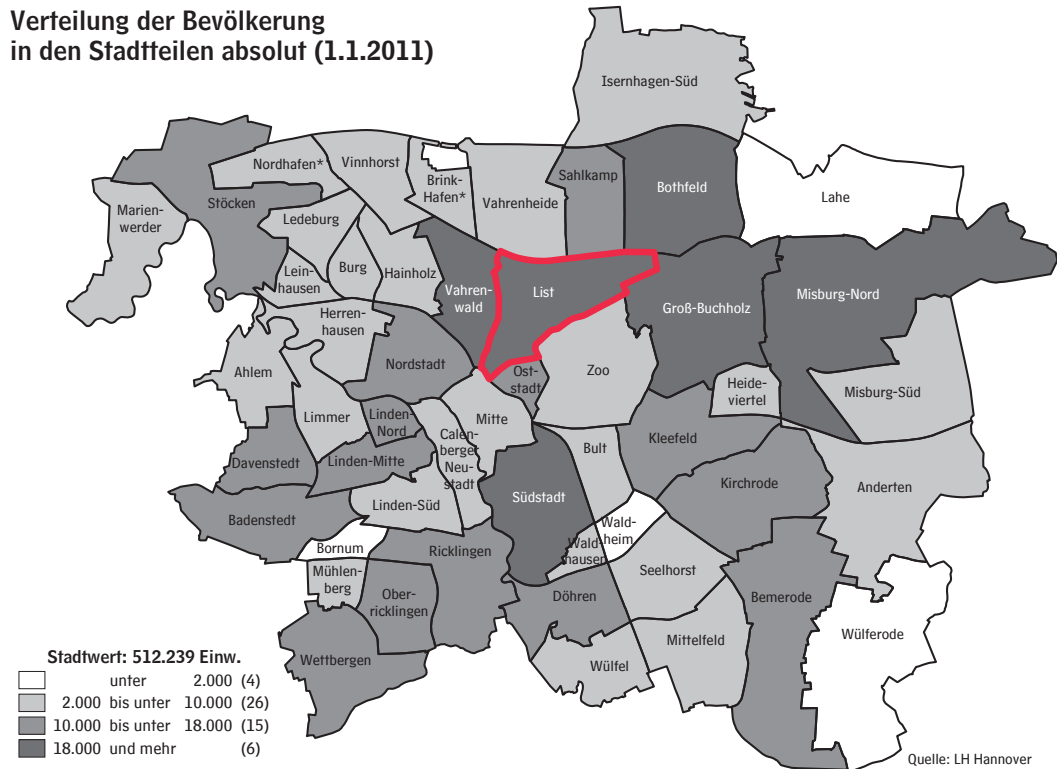 Verteilung der Bevölkerung
in den Stadtteilen absolut (1.1.2011)
Isernhagen-Süd
Nordhafen*
Vinnhorst
Brink-
Hafen*
Vahrenheide
Sahlkamp
Bothfeld
Lahe
Marien-
werder
Stöcken
Ledeburg
Burg
Hainholz
Lein-
hausen
Vahren-
wald
List
Groß-Buchholz
Misburg-Nord
Herren-
hausen
Nordstadt
Ost-
stadt
Zoo
Heide-
viertel
Misburg-Süd
Ahlem
Limmer
Linden-
Nord
Mitte
Calen-
berger
Neu-
stadt
Bult
Kleefeld
Davenstedt
Linden-Mitte
Kirchrode
Anderten
Badenstedt
Linden-Süd
Südstadt
Wald-
heim
Wald-
hausen
Bornum
Ricklingen
Seelhorst
Mühlen-
berg
Ober-
ricklingen
Döhren
Bemerode
Wülferode
Wettbergen
Wülfel
Mittelfeld
Stadtwert: 512.239 Einw.
unter 2.000 (4)
2.000 bis unter 10.000 (26)
10.000 bis unter 18.000 (15)
18.000 und mehr (6)
Quelle: LH Hannover